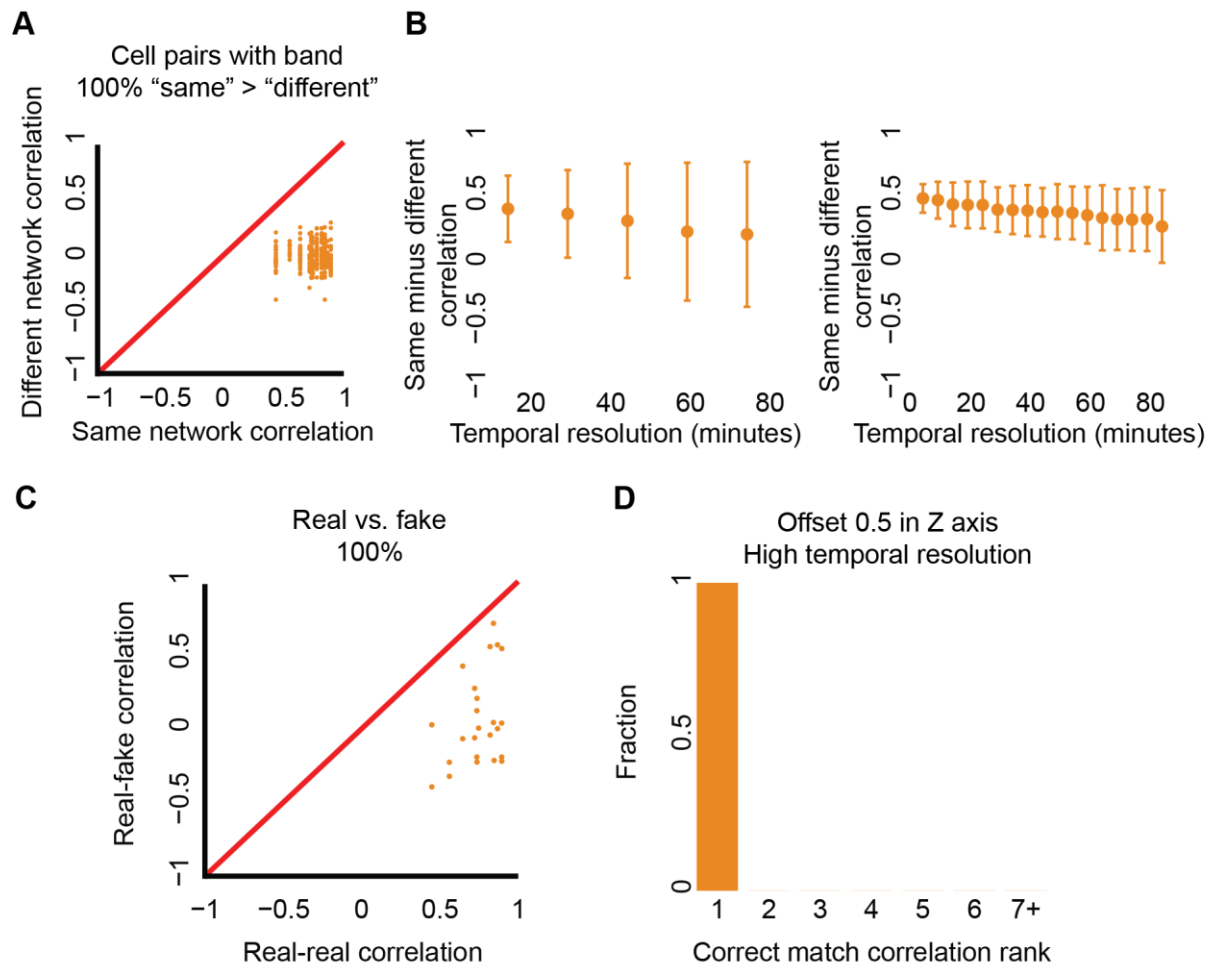 A
Cell pairs with band
100% “same” > “different”
Different network correlation
1
0.5
0
−0.5
−1
−1
−0.5
0
0.5
1
Same network correlation
B
Same minus different
correlation
1
0.5
0
−0.5
−1
20
40
60
80
Temporal resolution (minutes)
Same minus different
correlation
1
0.5
0
−0.5
−1
0
20
40
60
80
Temporal resolution (minutes)
C
Real vs. fake
100%
Real-fake correlation
1
0.5
0
−0.5
−1
−1
−0.5
0
0.5
1
Real-real correlation
D
Offset 0.5 in Z axis
High temporal resolution
Fraction
1
0.5
0
1
2
3
4
5
6
7+
Correct match correlation rank